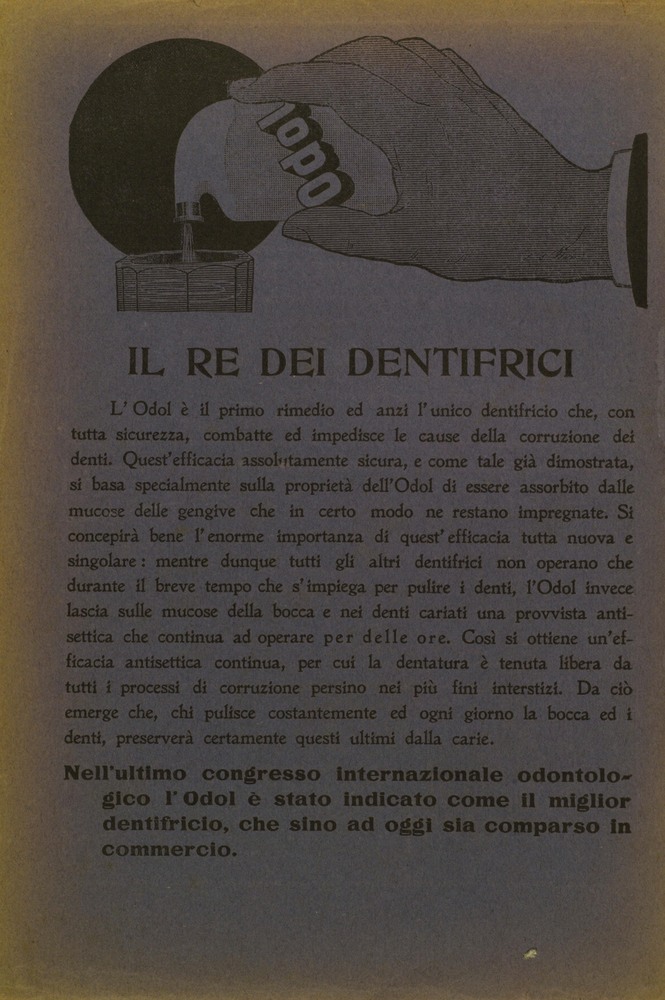 Odol
IL RE DEI DENTIFRICI
L' Odol è il primo rimedio ed anzi l'unico dentifricio che, con
tutta sicurezza, combatte ed impedisce le cause della corruzione dei
denti. Quest'efficacia assolutamente sicura, e come tale già dimostrata,
si basa specialmente sulla proprietà dell'Odol di essere assorbito dalle
mucose delle gengive che in certo modo ne restano impregnate. Si
concepirà bene l'enorme importanza di quest'efficacia tutta nuova e
singolare: mentre dunque tutti gli altri dentifrici non operano che
durante il breve tempo che s'impiega per pulire i denti, l'Odol invece
lascia sulle mucose della bocca e nei denti cariati una provvista anti-
settica che continua ad operare per delle ore. Così si ottiene un'ef-
ficacia antisettica continua, per cui la dentatura è tenuta libera da
tutti i processi di corruzione persino nei più fini interstizi. Da ciò
emerge che, chi pulisce costantemente ed ogni giorno la bocca ed i
denti, preserverà certamente questi ultimi dalla carie.
Nell'ultimo congresso internazionale odontolo-
gico l'Odol è stato indicato come il miglior
dentifricio, che sino ad oggi sia comparso in
commercio.